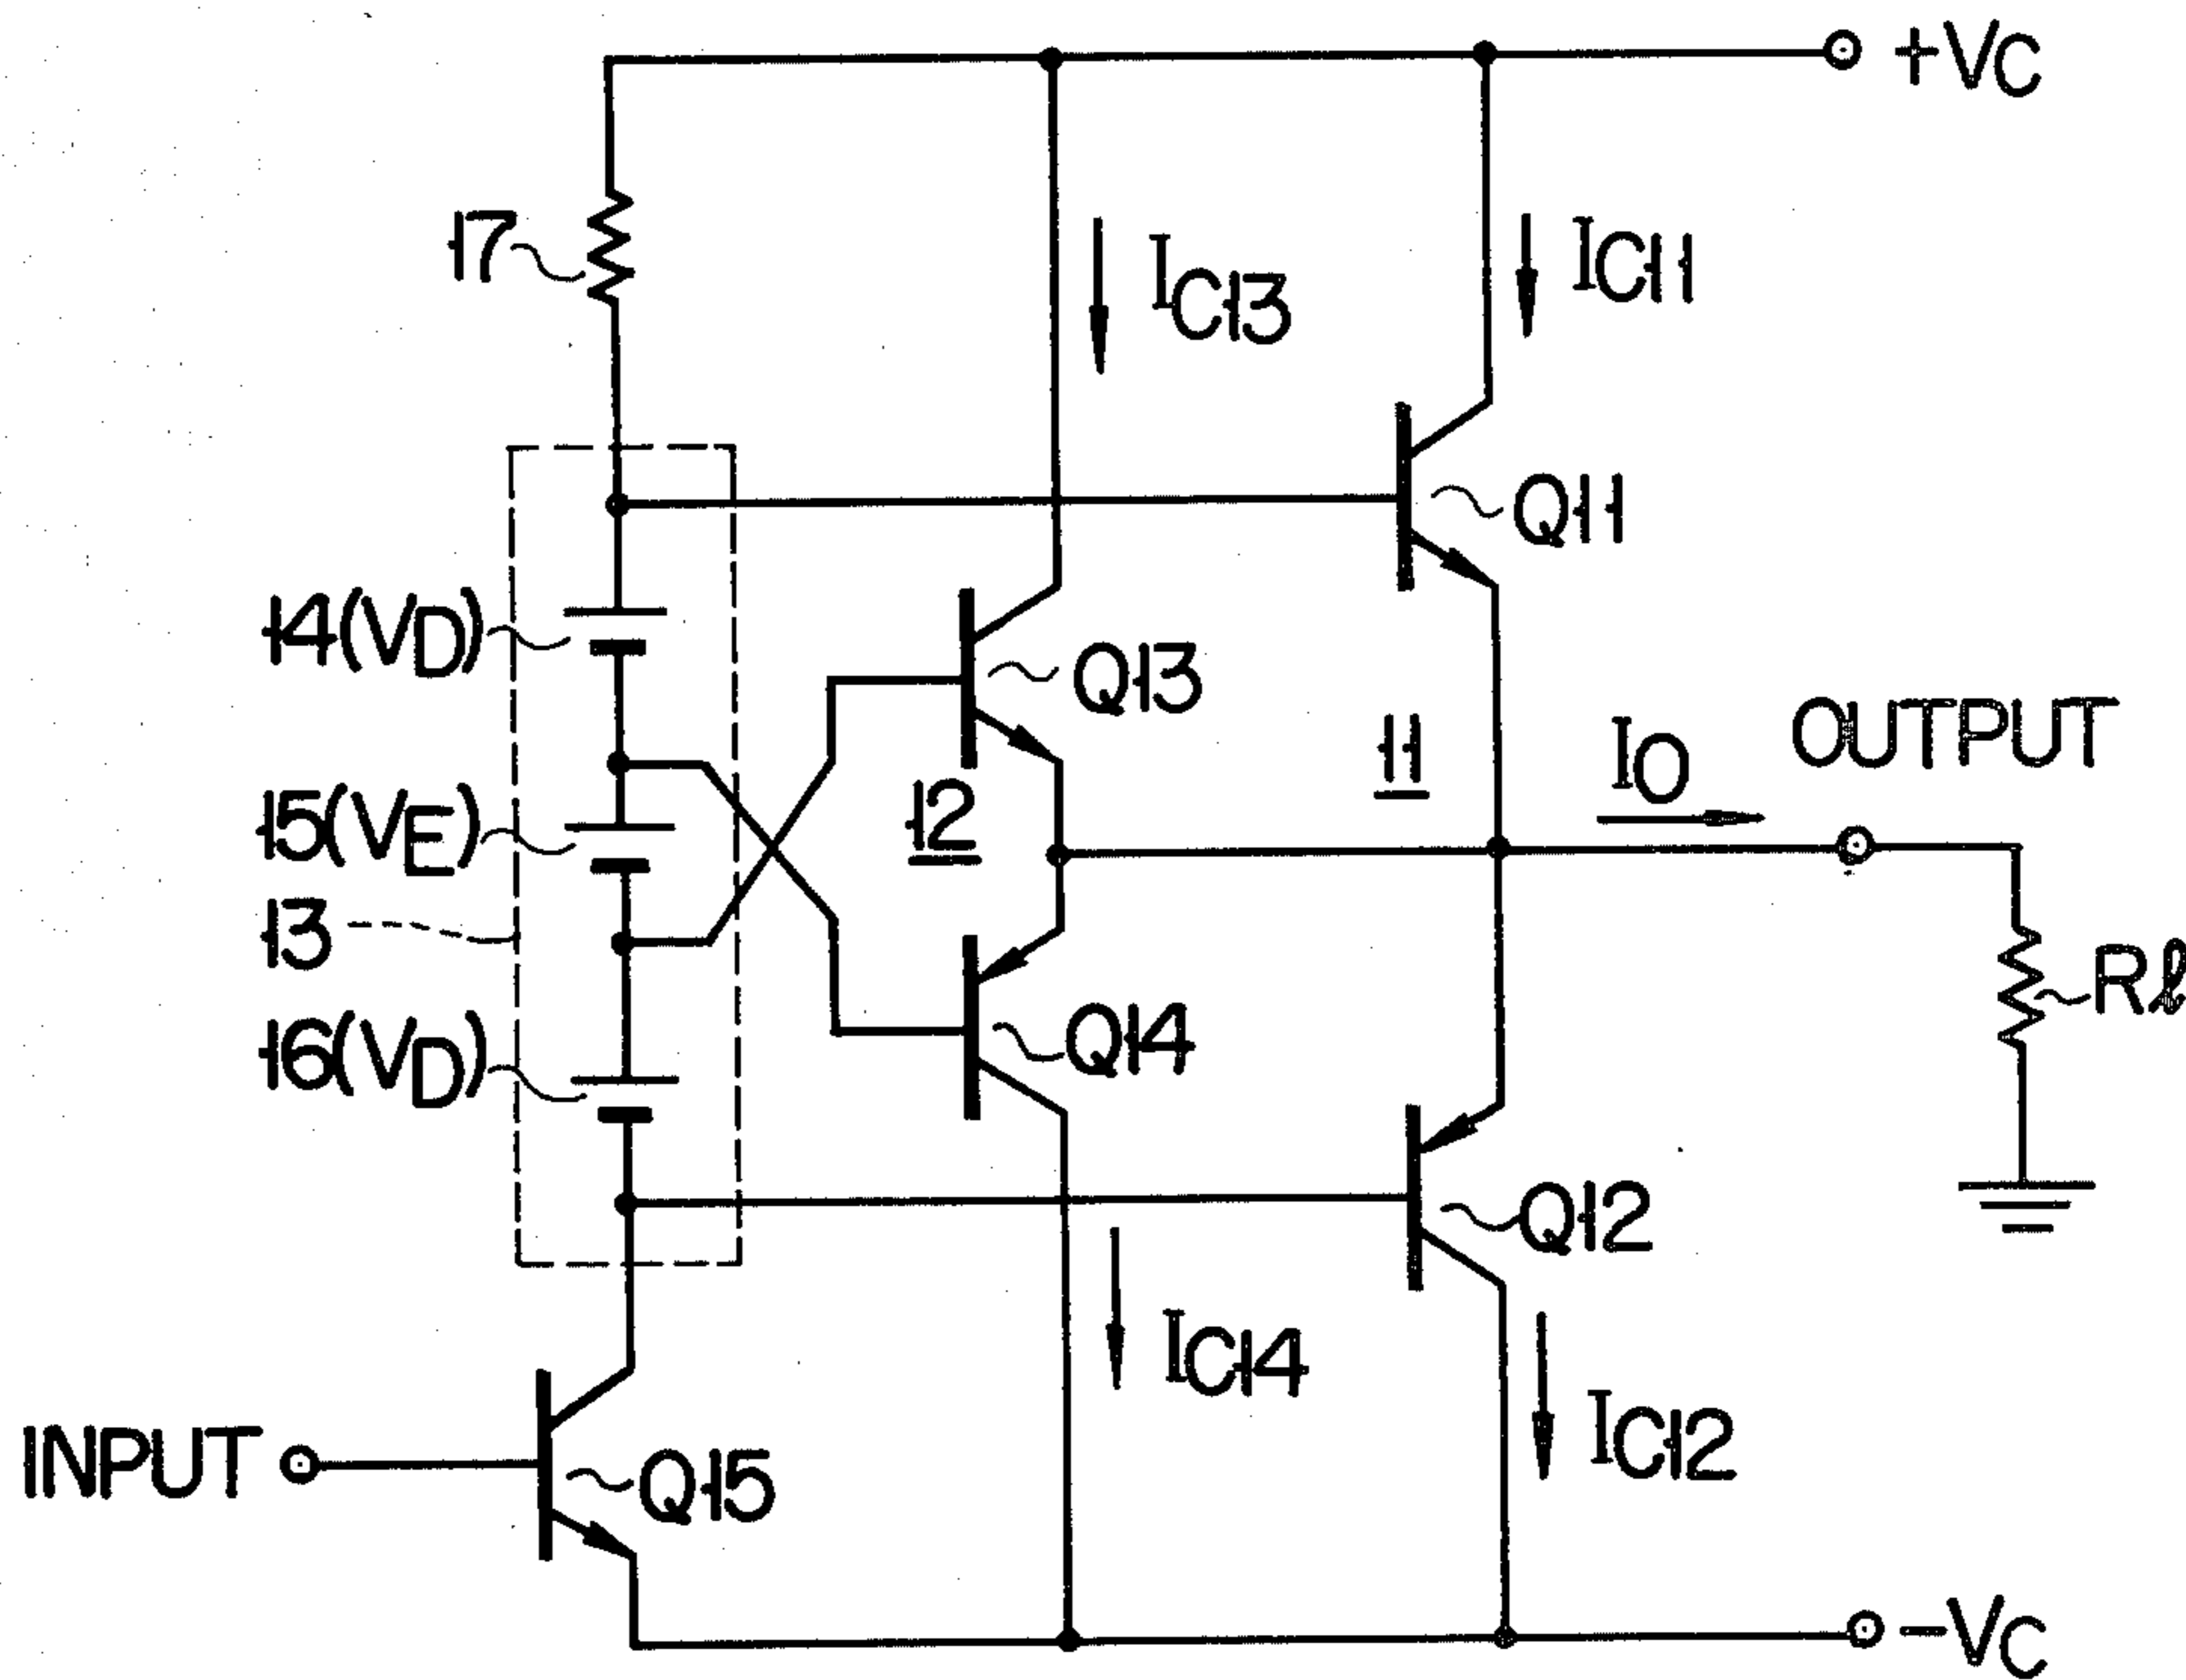 +VC
17
IC13
IC11
Q11
14(VD)
Q13
11
IO
OUTPUT
15(VE)
12
13
Rℓ
16(VD)
Q14
Q12
IC14
IC12
INPUT
Q15
-VC